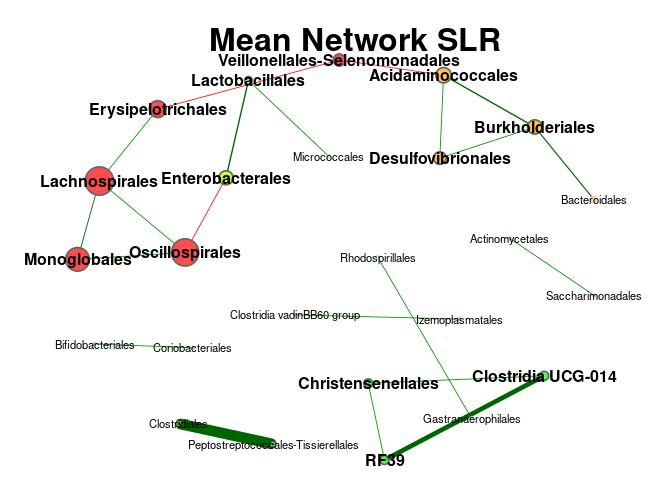 Mean Network SLR
Veillonellales-Selenomonadales
Acidaminococcales
Lactobacillales
Erysipelotrichales
Burkholderiales
Micrococcales
Desulfovibrionales
Lachnospirales
Enterobacterales
Bacteroidales
Actinomycetales
Oscillospirales
Monoglobales
Rhodospirillales
Saccharimonadales
Clostridia vadinBB60 group
Izemoplasmatales
Bifidobacteriales
Coriobacteriales
Christensenellales
Clostridia UCG-014
Gastranaerophilales
Clostridiales
Peptostreptococcales-Tissierellales
RF39